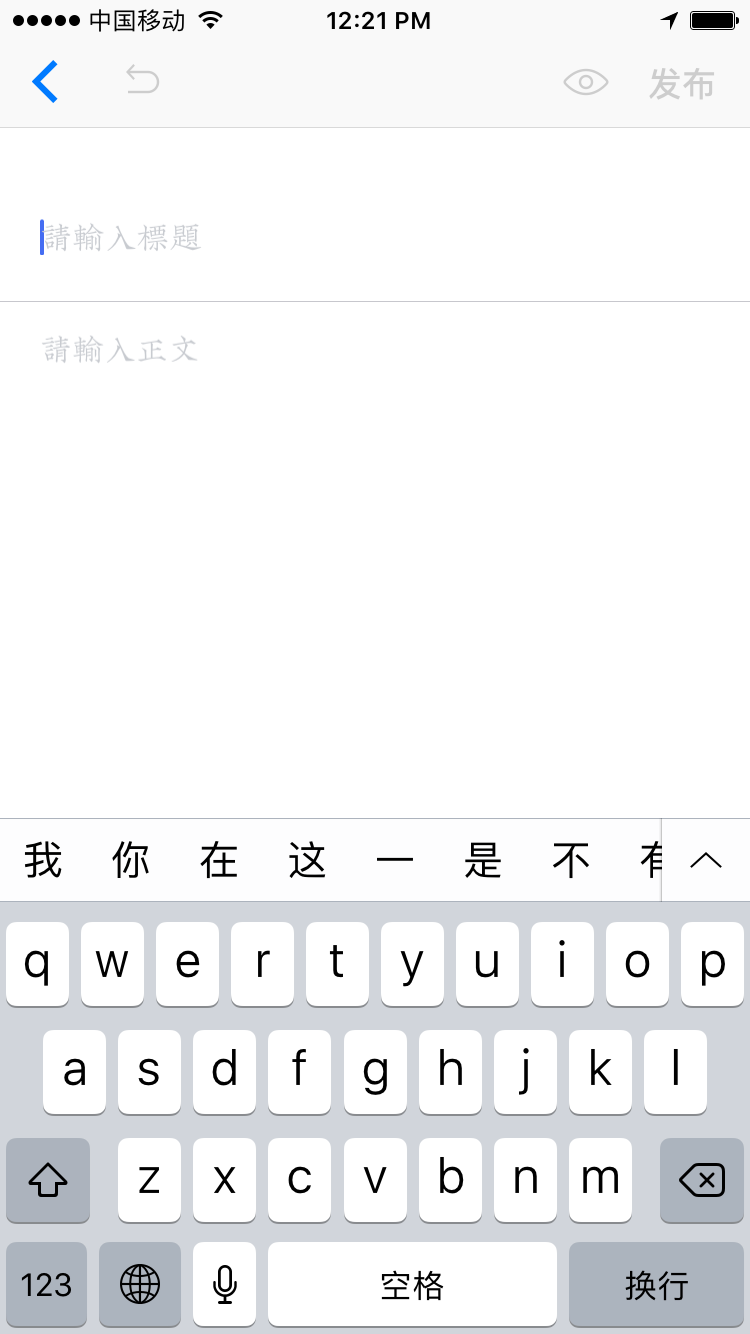 中国移动 12:21 PM
发布
請輸入標題
請輸入正文
我 你 在 这 一 是 不 有
q w e r t y u i o p
a s d f g h j k l
z x c v b n m
123 空格 换行